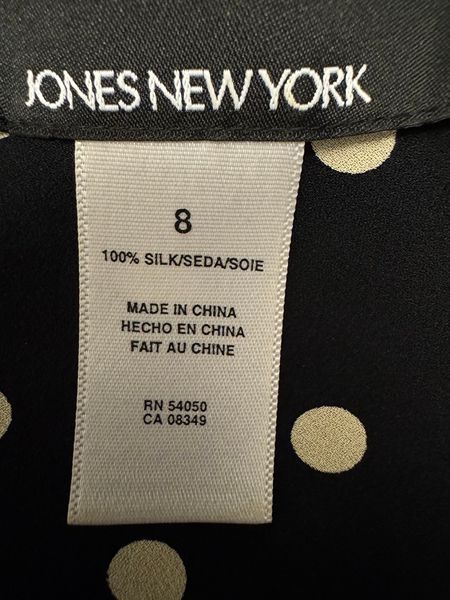 JONES NEW YORK
8
100% SILK/SEDA/SOIE
MADE IN CHINA
HECHO EN CHINA
FAIT AU CHINE
RN 54050
CA 08349